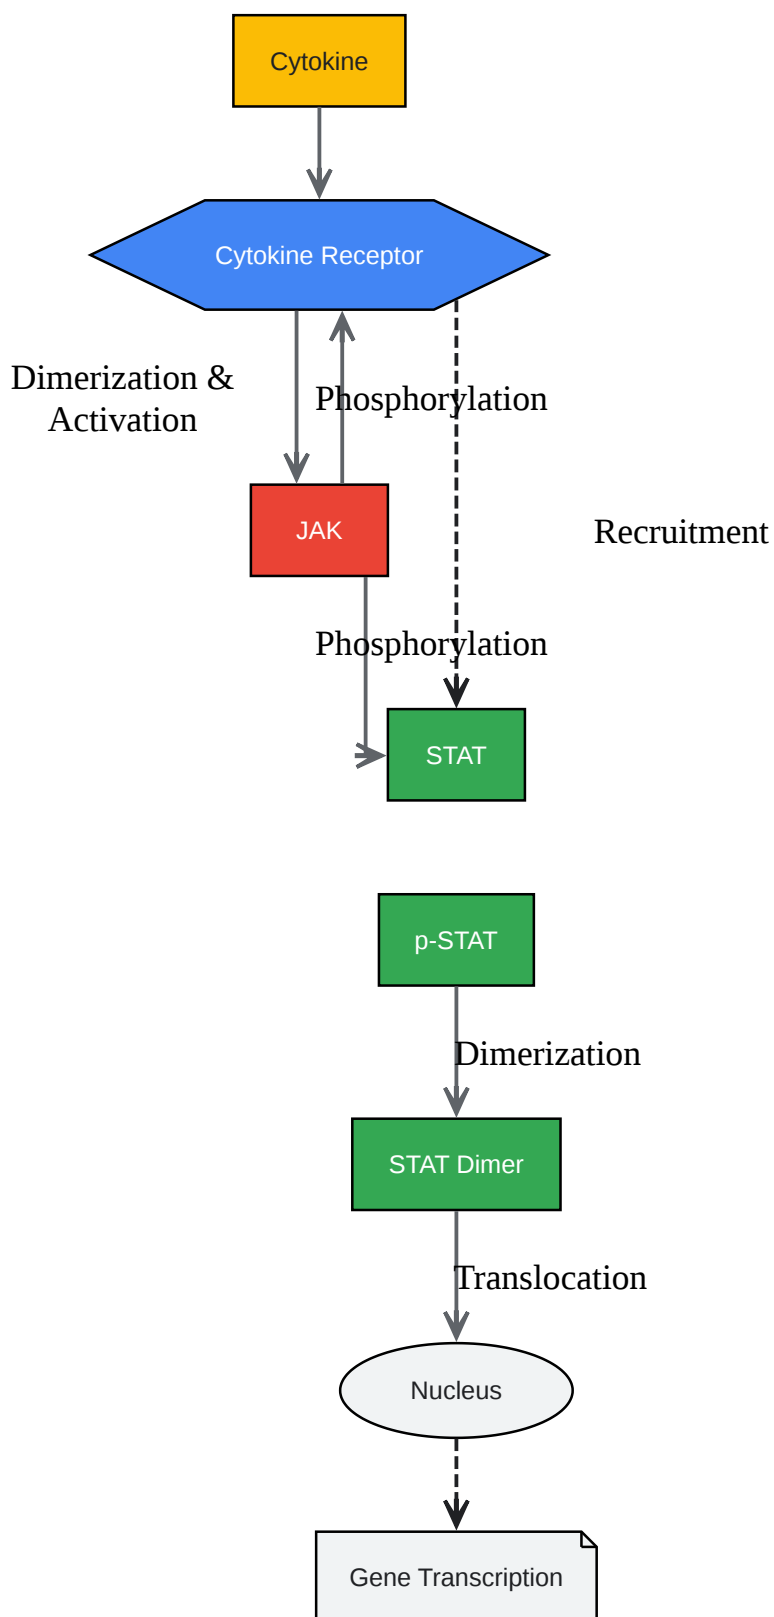 Cytokine
Cytokine Receptor
Dimerization &
Activation
Phosphorylation
JAK
Recruitment
Phosphorylation
STAT
p-STAT
Dimerization
STAT Dimer
Translocation
Nucleus
Gene Transcription